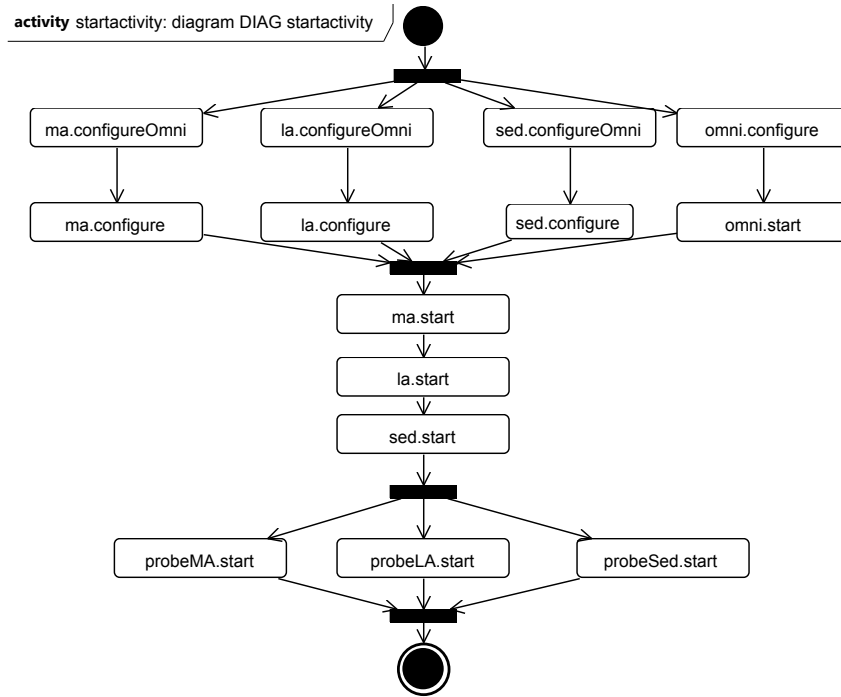 activity startactivity: diagram DIAG startactivity
ma.configureOmni
la.configureOmni
sed.configureOmni
omni.configure
ma.configure
la.configure
sed.configure
omni.start
ma.start
la.start
sed.start
probeMA.start
probeLA.start
probeSed.start